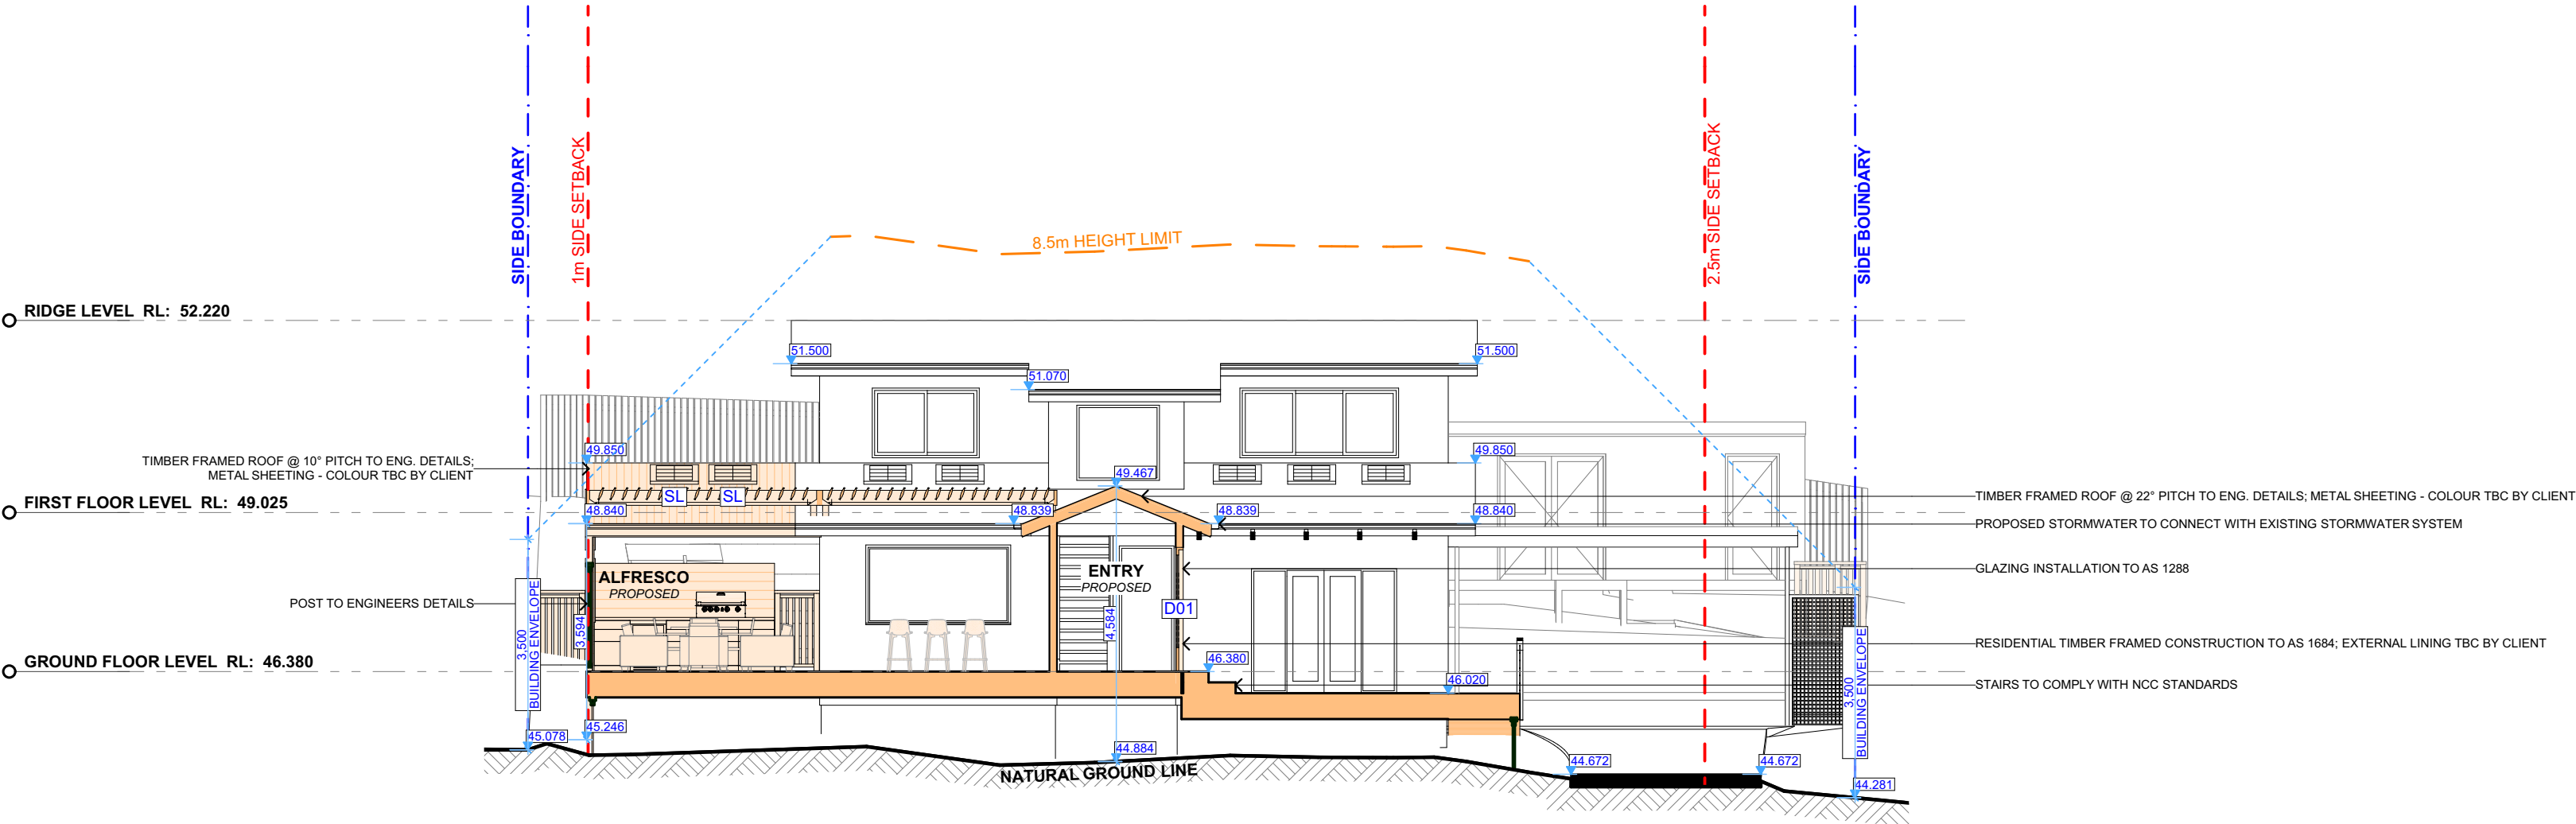 SIDE BOUNDARY
1m SIDE SETBACK
8.5m HEIGHT LIMIT
2.5m SIDE SETBACK
SIDE BOUNDARY
RIDGE LEVEL RL: 52.220
51.500
51.500
51.070
49.850
49.850
TIMBER FRAMED ROOF @ 10° PITCH TO ENG. DETAILS;
METAL SHEETING - COLOUR TBC BY CLIENT
49.467
SL
SL
TIMBER FRAMED ROOF @ 22° PITCH TO ENG. DETAILS; METAL SHEETING - COLOUR TBC BY CLIENT
FIRST FLOOR LEVEL RL: 49.025
48.840
48.839
48.839
48.840
PROPOSED STORMWATER TO CONNECT WITH EXISTING STORMWATER SYSTEM
GLAZING INSTALLATION TO AS 1288
ALFRESCO
PROPOSED
ENTRY
PROPOSED
POST TO ENGINEERS DETAILS
D01
3,500
BUILDING ENVELOPE
3,594
4,584
RESIDENTIAL TIMBER FRAMED CONSTRUCTION TO AS 1684; EXTERNAL LINING TBC BY CLIENT
GROUND FLOOR LEVEL RL: 46.380
46.380
46.020
STAIRS TO COMPLY WITH NCC STANDARDS
3,500
BUILDING ENVELOPE
45.078
45.246
44.884
44.672
44.672
44.281
NATURAL GROUND LINE